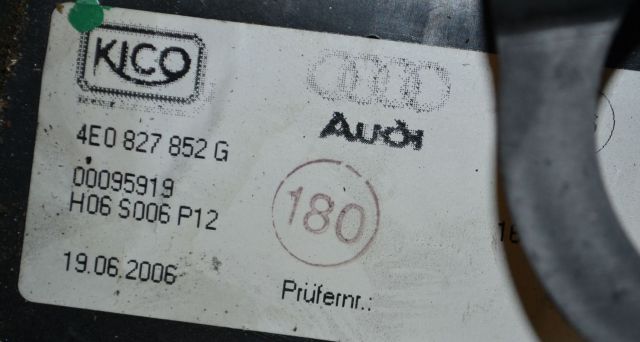 KICO
Audi
4E0 827 852 G
00095919
H06 S006 P12
180
19.06.2006
Prüfernr.: